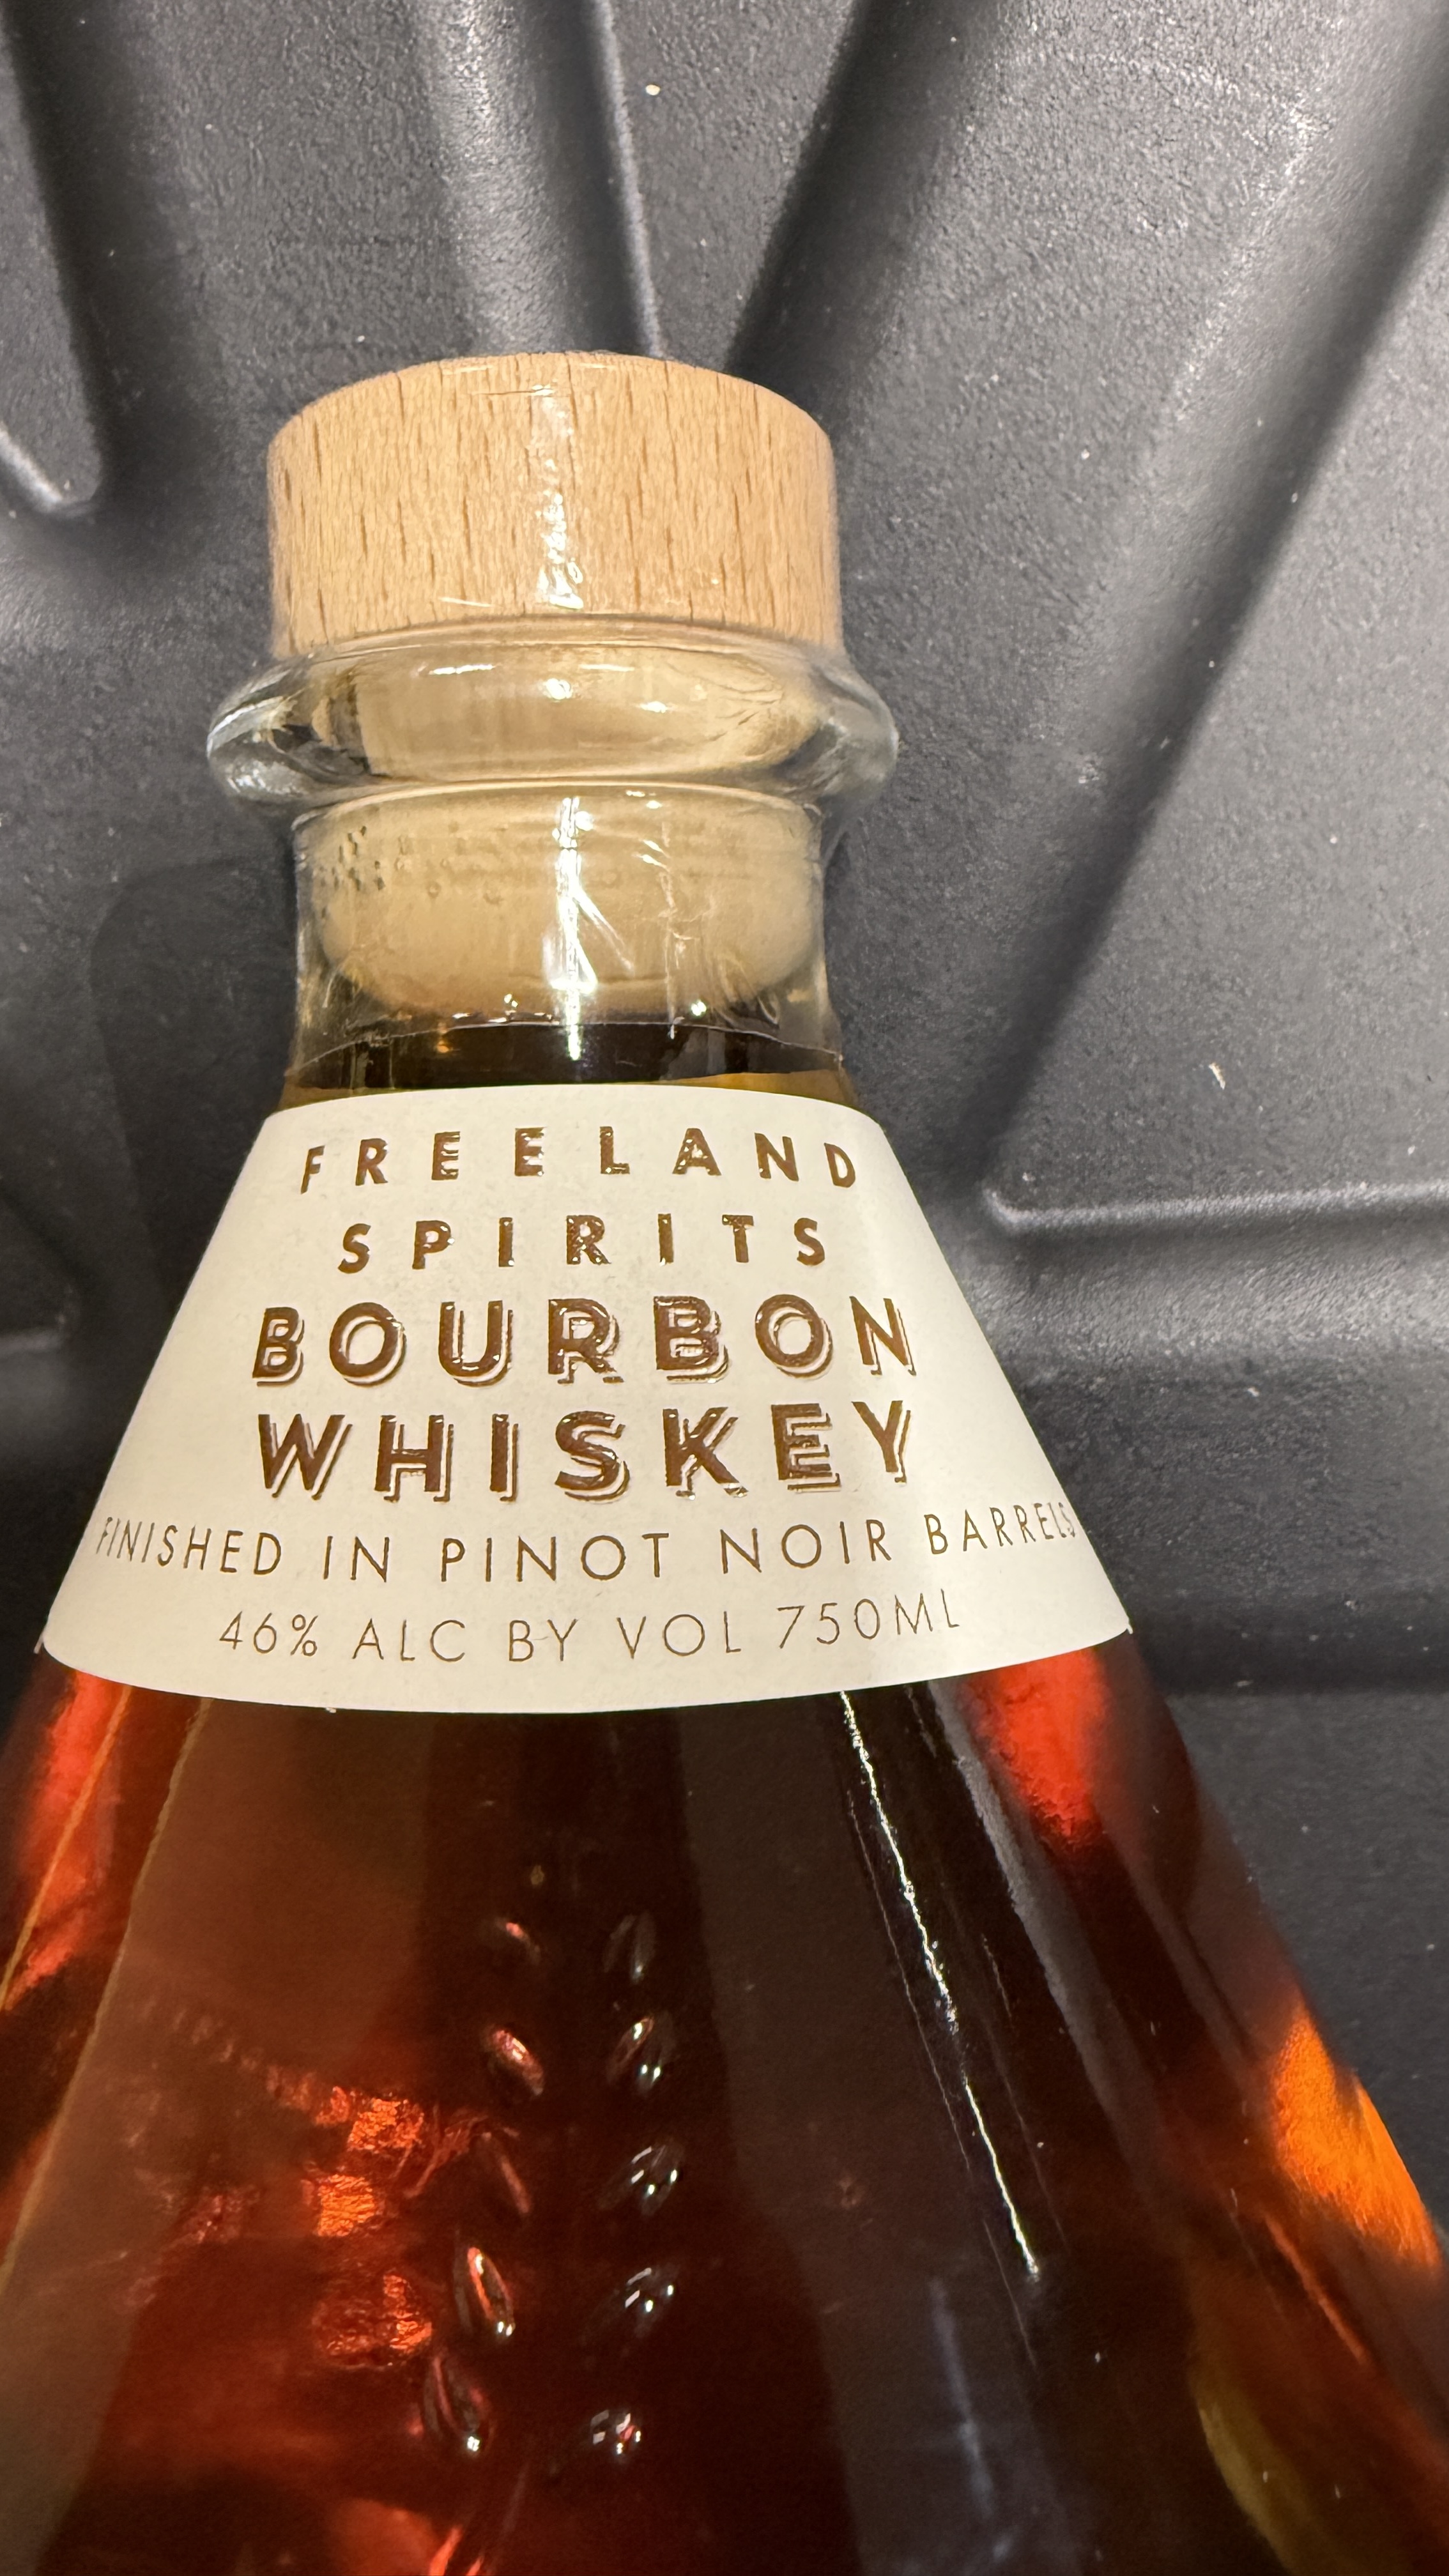 FREELAND
SPIRITS
BOURBON
WHISKEY
FINISHED IN PINOT NOIR BARRELS
46% ALC BY VOL 750ML